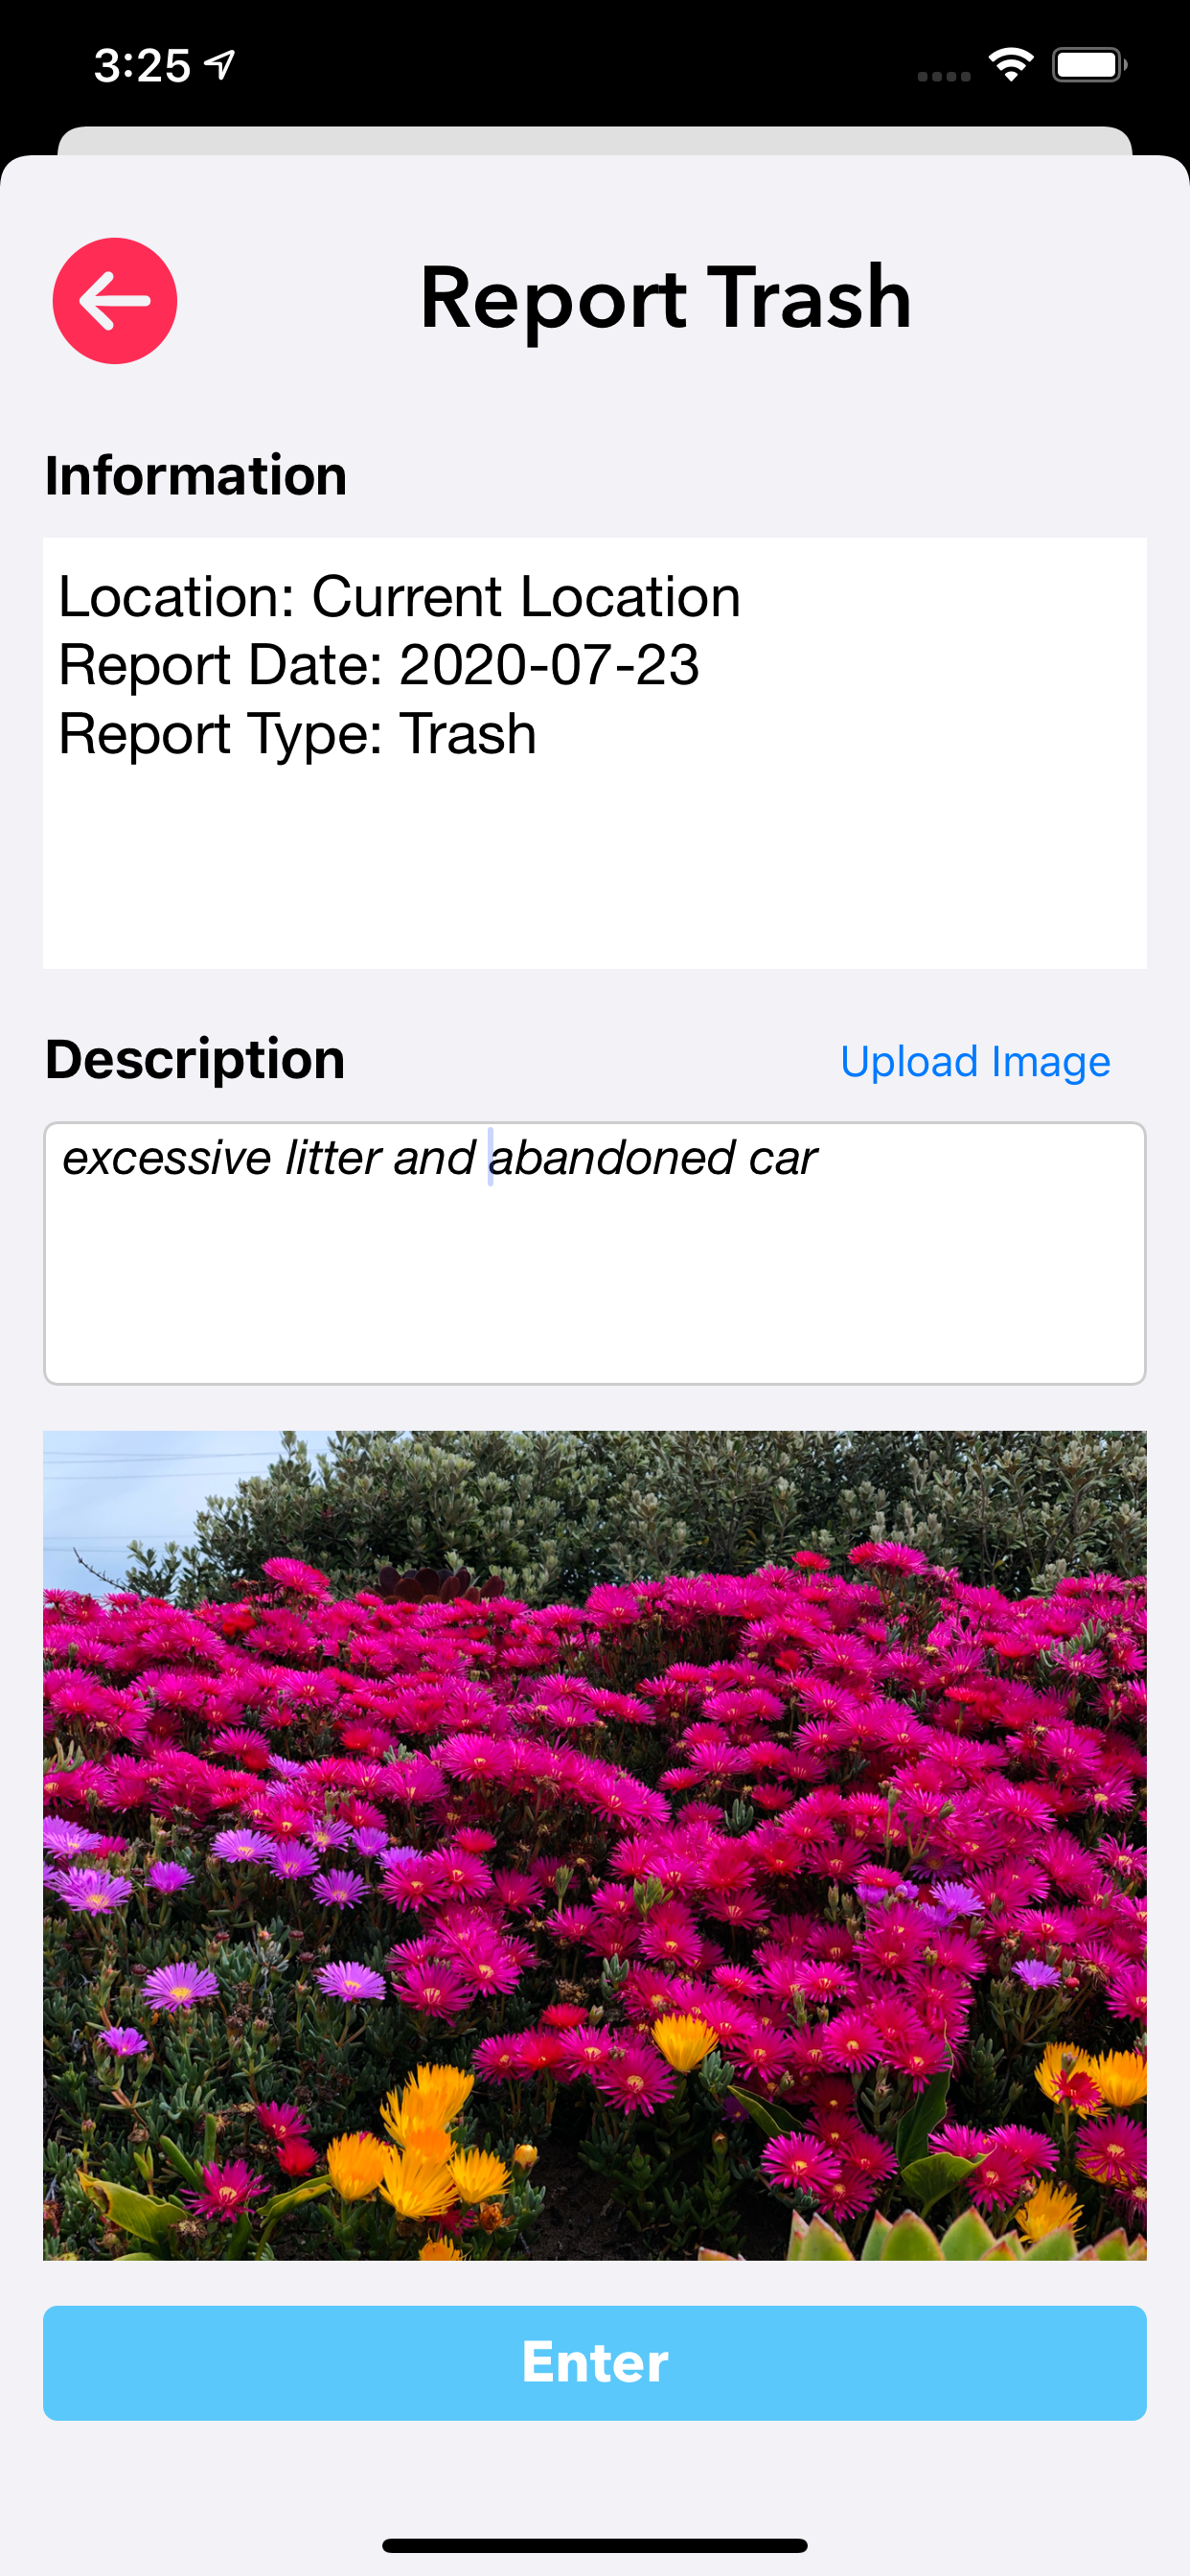 3:25
Report Trash
Information
Location: Current Location
Report Date: 2020-07-23
Report Type: Trash
Description
Upload Image
excessive litter and abandoned car
Enter